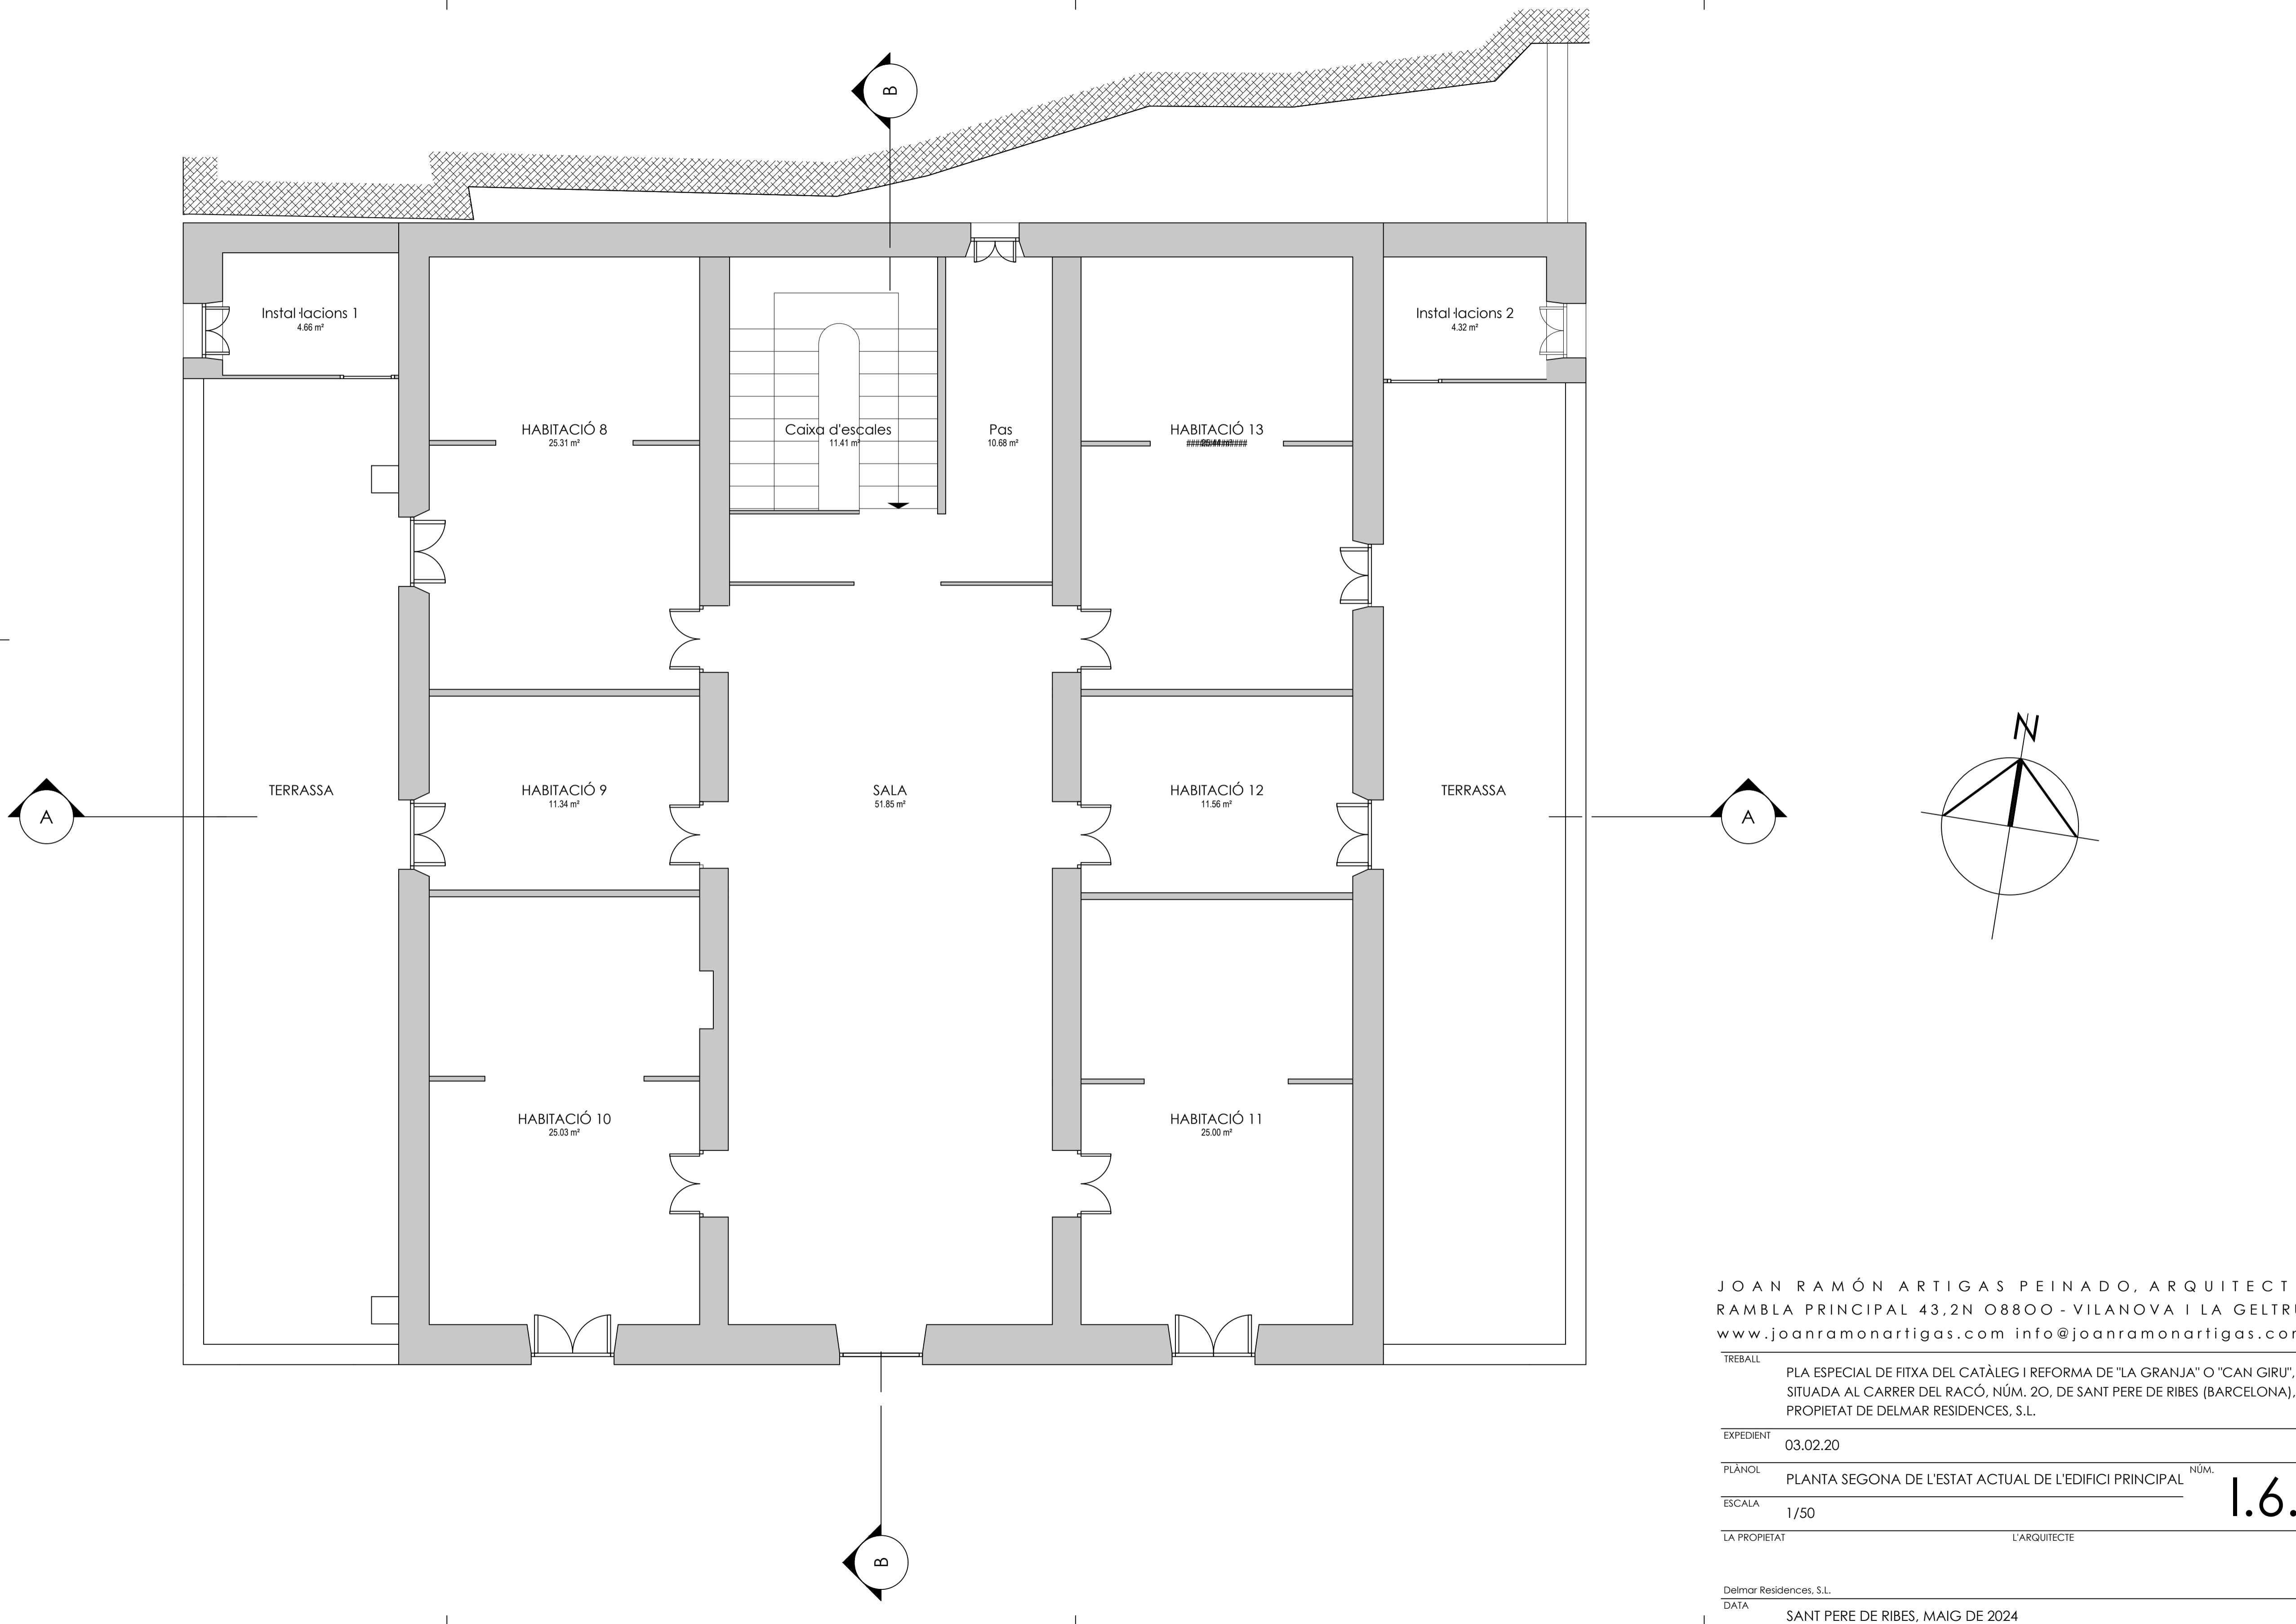 B
Instal·lacions 1
4.66 m²
Instal·lacions 2
4.32 m²
HABITACIÓ 8
25.31 m²
Caixa d'escales
11.41 m²
Pas
10.68 m²
HABITACIÓ 13
N
TERRASSA
HABITACIÓ 9
11.34 m²
SALA
51.85 m²
HABITACIÓ 12
11.56 m²
TERRASSA
A
A
HABITACIÓ 10
25.03 m²
HABITACIÓ 11
25.00 m²
B
JOAN RAMÓN ARTIGAS PEINADO, ARQUITECT
RAMBLA PRINCIPAL 43,2N O88OO - VILANOVA I LA GELTR
www.joanramonartigas.com info@joanramonartigas.com
TREBALL
PLA ESPECIAL DE FITXA DEL CATÀLEG I REFORMA DE "LA GRANJA" O "CAN GIRU",
SITUADA AL CARRER DEL RACÓ, NÚM. 2O, DE SANT PERE DE RIBES (BARCELONA),
PROPIETAT DE DELMAR RESIDENCES, S.L.
EXPEDIENT
03.02.20
PLÀNOL
PLANTA SEGONA DE L'ESTAT ACTUAL DE L'EDIFICI PRINCIPAL
NÚM.
I.6.
ESCALA
1/50
LA PROPIETAT
L'ARQUITECTE
Delmar Residences, S.L.
DATA
SANT PERE DE RIBES, MAIG DE 2024